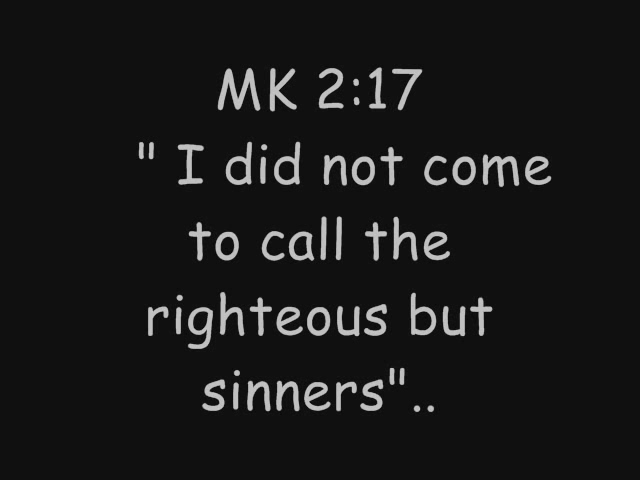 MK 2:17
" I did not come
to call the
righteous but
sinners"..